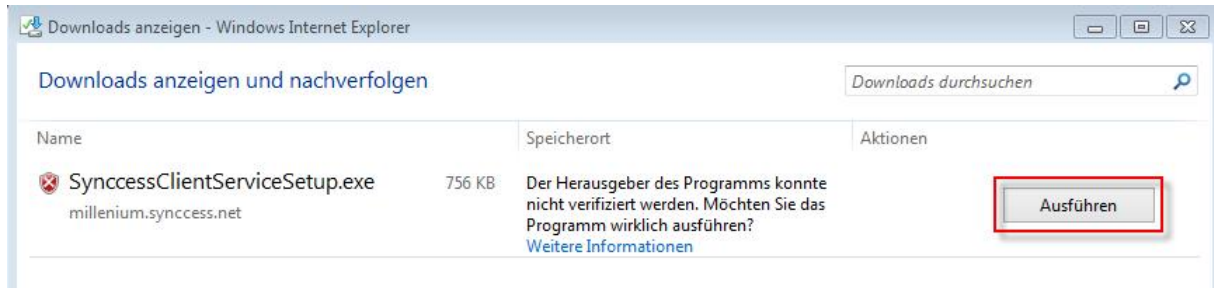 Downloads anzeigen - Windows Internet Explorer
Downloads anzeigen und nachverfolgen
Downloads durchsuchen
Name
Speicherort
Aktionen
SynccessClientServiceSetup.exe
756 KB
millenium.synccess.net
Der Herausgeber des Programms konnte
nicht verifiziert werden. Möchten Sie das
Programm wirklich ausführen?
Weitere Informationen
Ausführen